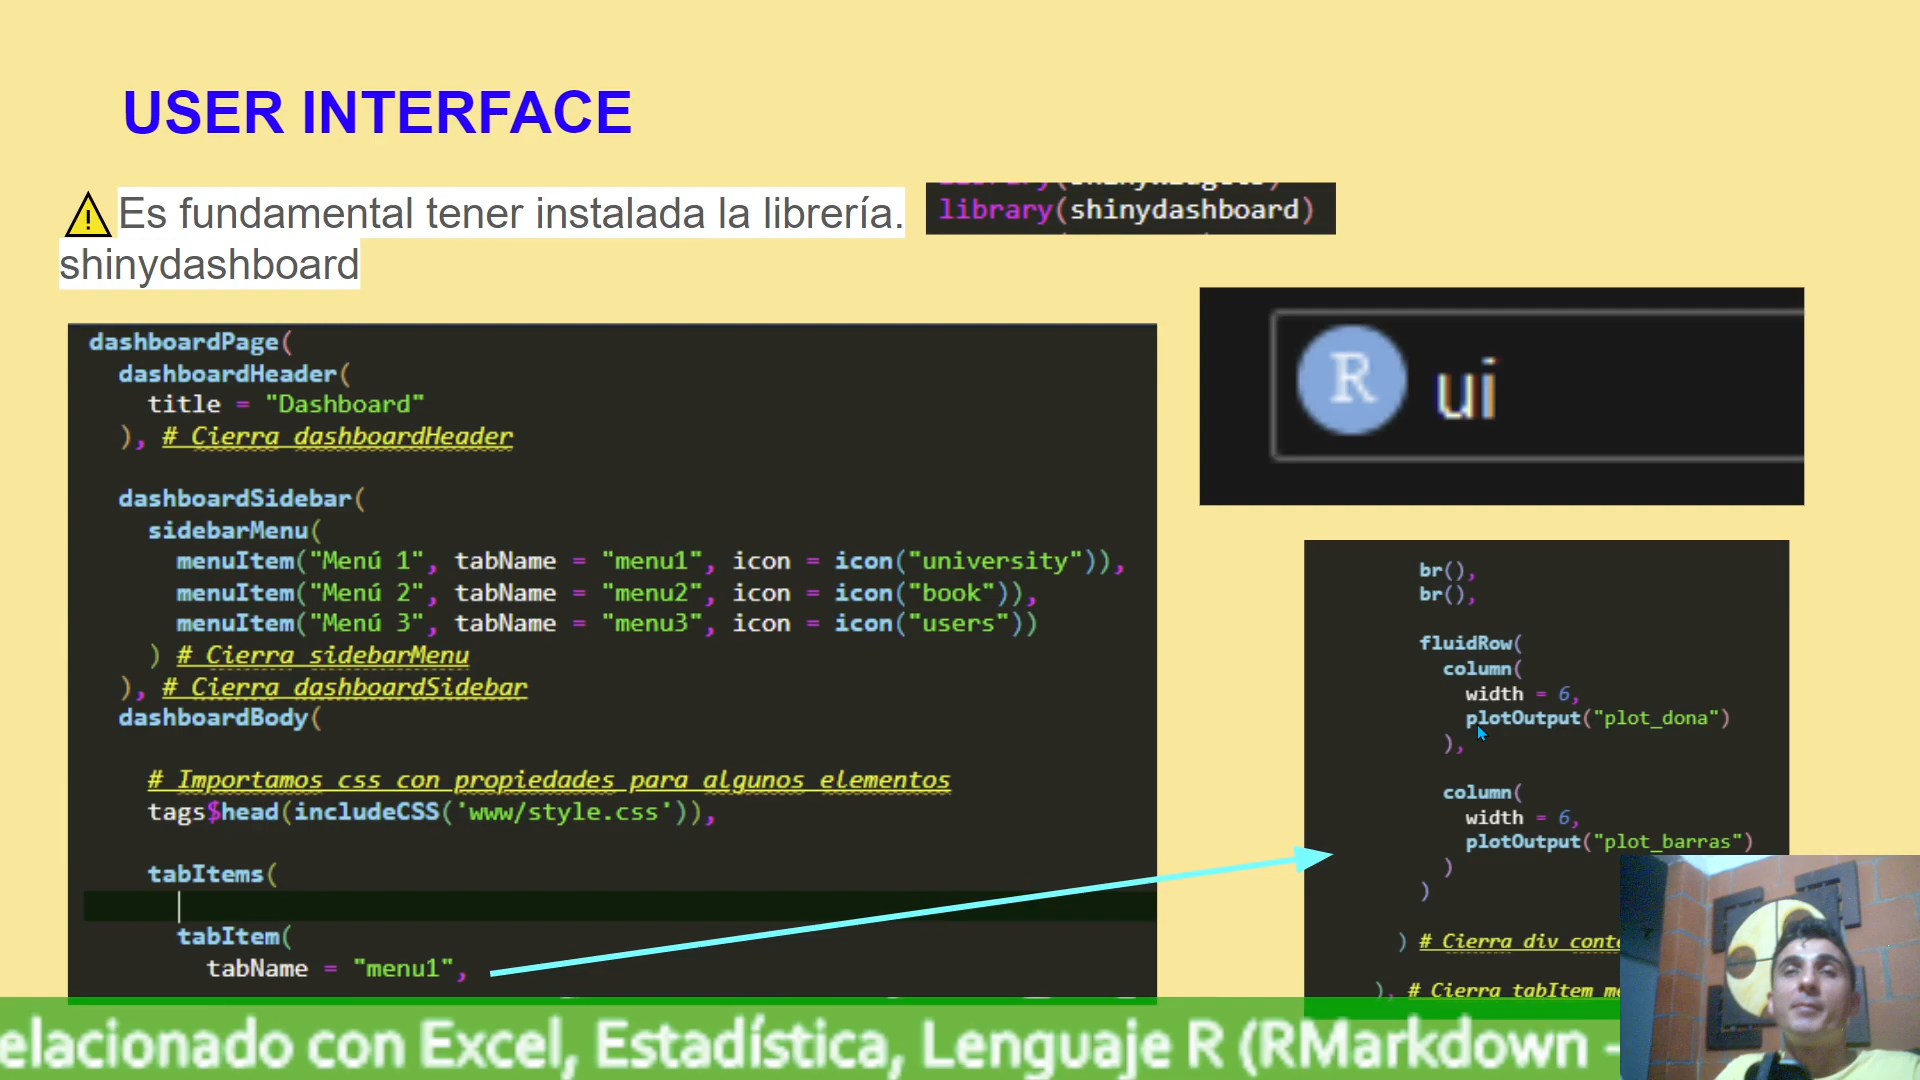 USER INTERFACE
Es fundamental tener instalada la librería.
shinydashboard
library(shinydashboard)
dashboardPage(
dashboardHeader(
title = "Dashboard"
), # Cierra dashboardHeader
dashboardSidebar(
sidebarMenu(
menuItem("Menú 1", tabName = "menu1", icon = icon("university")),
menuItem("Menú 2", tabName = "menu2", icon = icon("book")),
menuItem("Menú 3", tabName = "menu3", icon = icon("users"))
) # Cierra sidebarMenu
), # Cierra dashboardSidebar
dashboardBody(
# Importamos css con propiedades para algunos elementos
tags$head(includeCSS('www/style.css')),
tabItems(
tabItem(
tabName = "menu1",
R ui
br(),
br(),
fluidRow(
column(
width = 6,
plotOutput("plot_dona")
),
column(
width = 6,
plotOutput("plot_barras")
)
)
) # Cierra div
), # Cierra tabItem
elacionado con Excel, Estadística, Lenguaje R (RMarkdown -